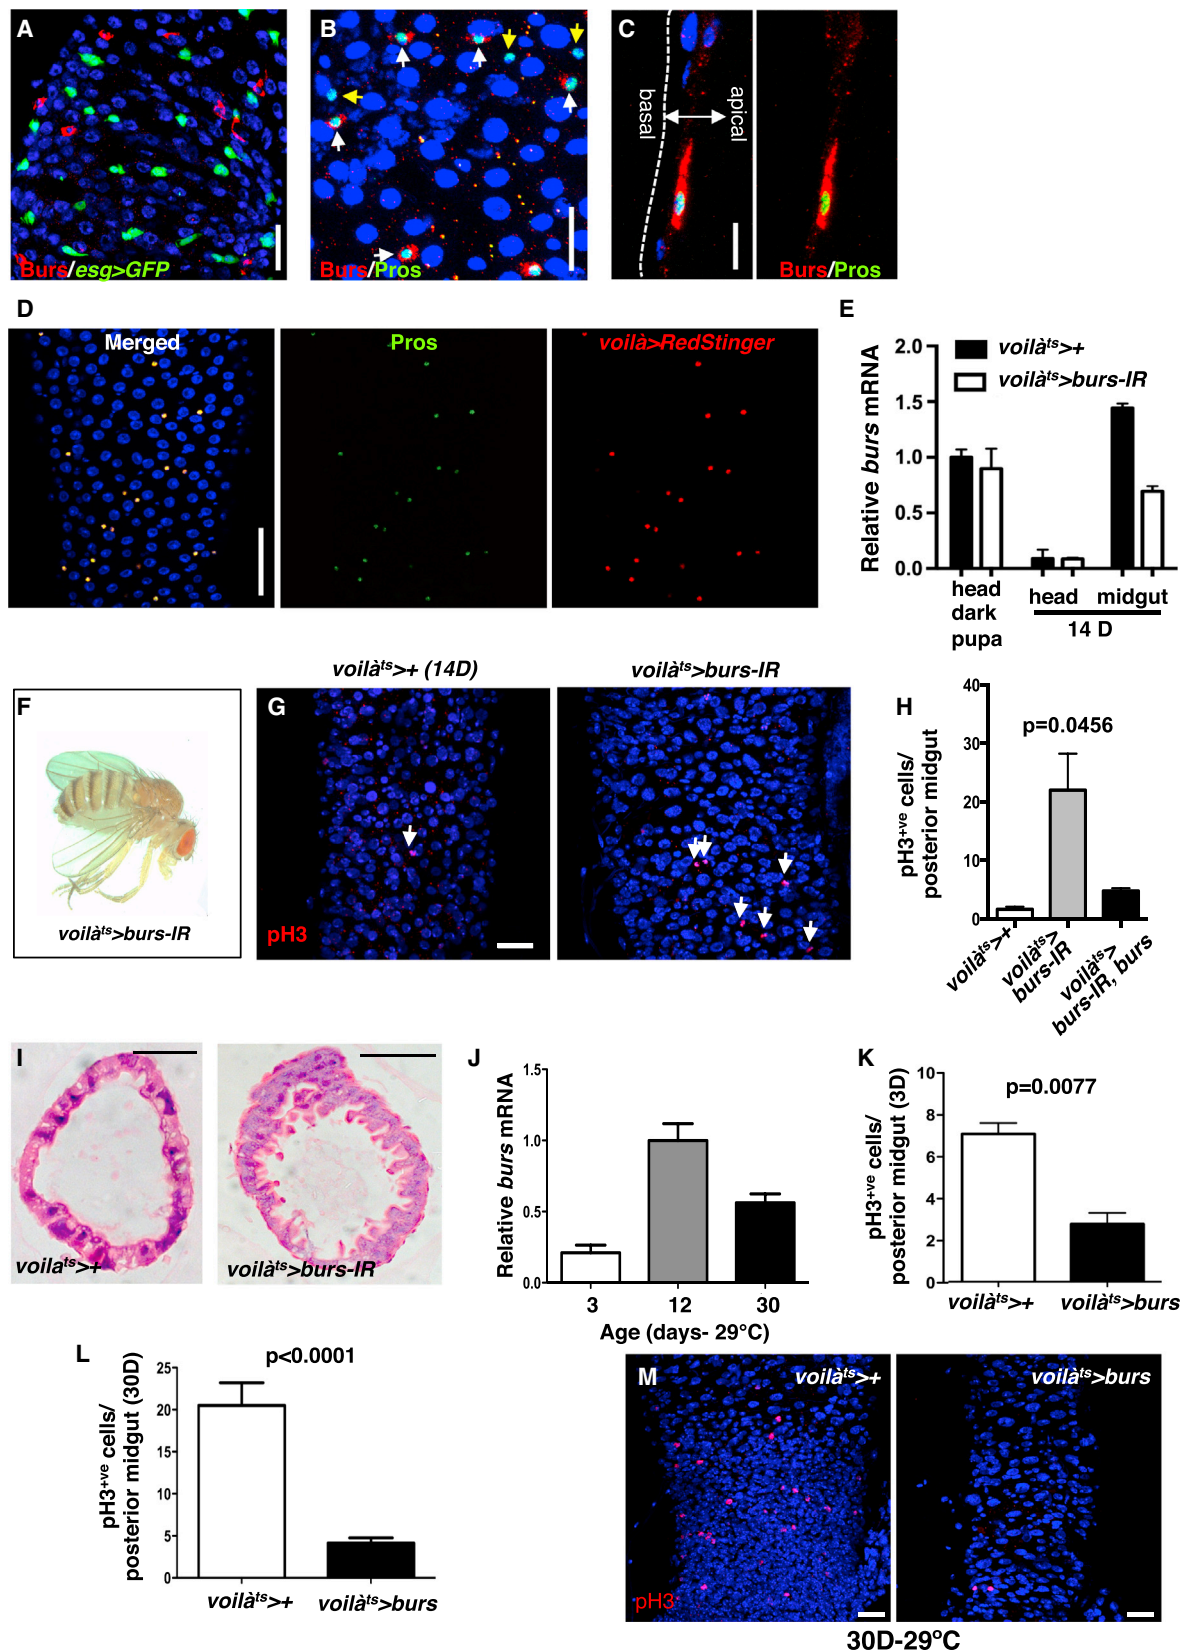 A
Burs/esg>GFP
B
Burs/Pros
C
basal
apical
Burs/Pros
D
Merged
Pros
voilà>RedStinger
E
voilàts>+
voilàts>burs-IR
Relative burs mRNA
2.0
1.5
1.0
0.5
0.0
head
dark
pupa
head
midgut
14 D
F
voilàts>burs-IR
voilàts>+ (14D)
voilàts>burs-IR
G
pH3
H
p=0.0456
pH3+ve cells/
posterior midgut
40
30
20
10
0
voilàts>+
voilàts>
burs-IR
voilàts>
burs-IR, burs
I
voilats>+
voilàts>burs-IR
J
Relative burs mRNA
1.5
1.0
0.5
0.0
3
12
30
Age (days- 29°C)
K
p=0.0077
pH3+ve cells/
posterior midgut (3D)
10
8
6
4
2
0
voilàts>+
voilàts>burs
L
p<0.0001
pH3+ve cells/
posterior midgut (30D)
25
20
15
10
5
0
voilàts>+
voilàts>burs
M
voilàts>+
voilàts>burs
pH3
30D-29°C